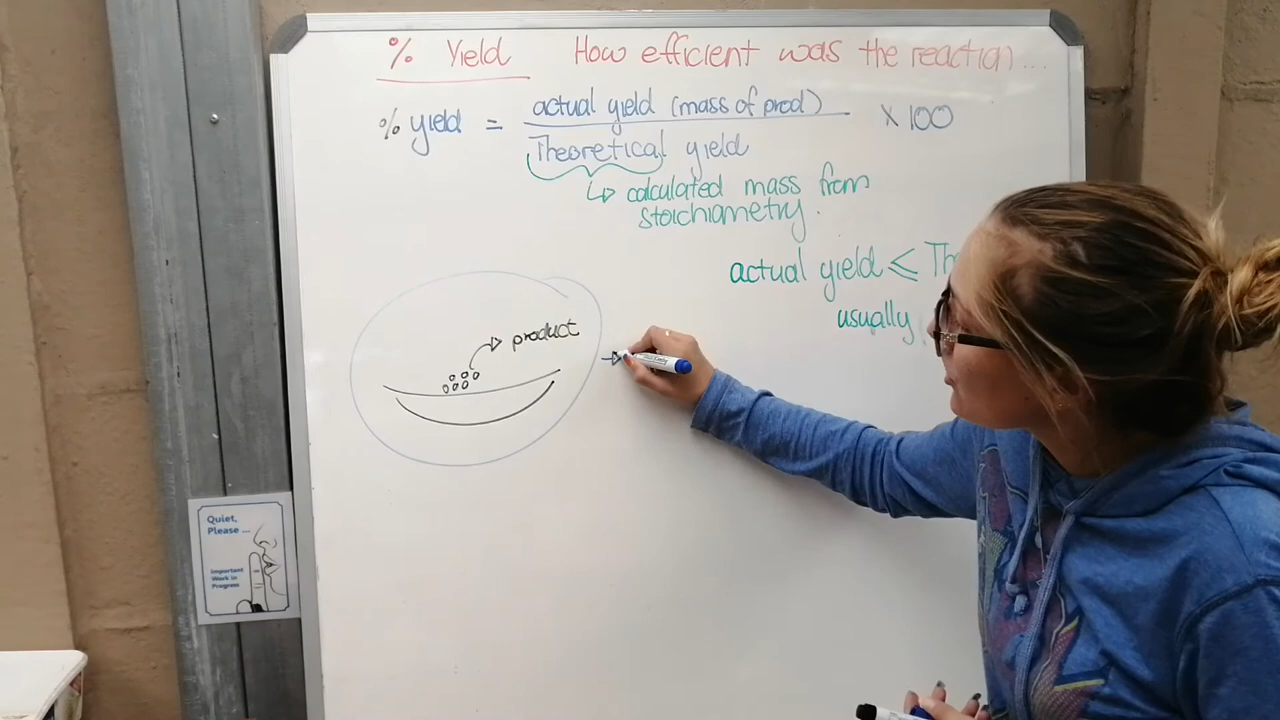 % Yield How efficient was the reaction...
% yield = actual yield (mass of prod) x 100
Theoretical yield
↳ calculated mass from
stoichiametry.
actual yield ≤ Th
usually
product
Quiet,
Please ...
Important
Work in
Progress